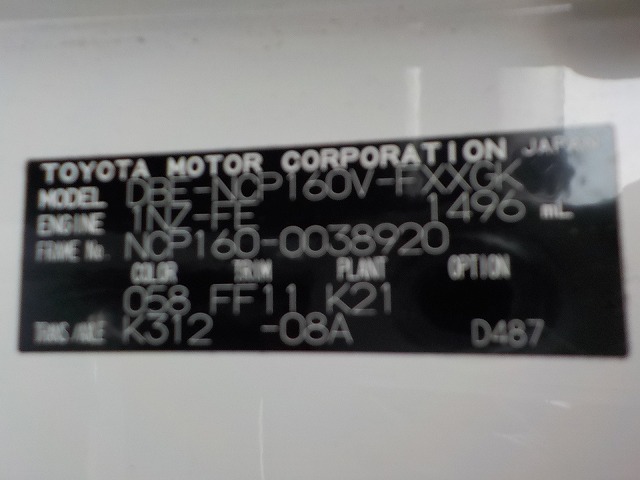 TOYOTA MOTOR CORPORATION JAPAN
MODEL DBE-NCP160V-FXXGK
ENGINE 1NZ-FE 1496 mL
FRAME No. NCP160-0038920
COLOR TRIM PLANT OPTION
058 FF11 K21
TRANS/AXLE K312 -08A D487